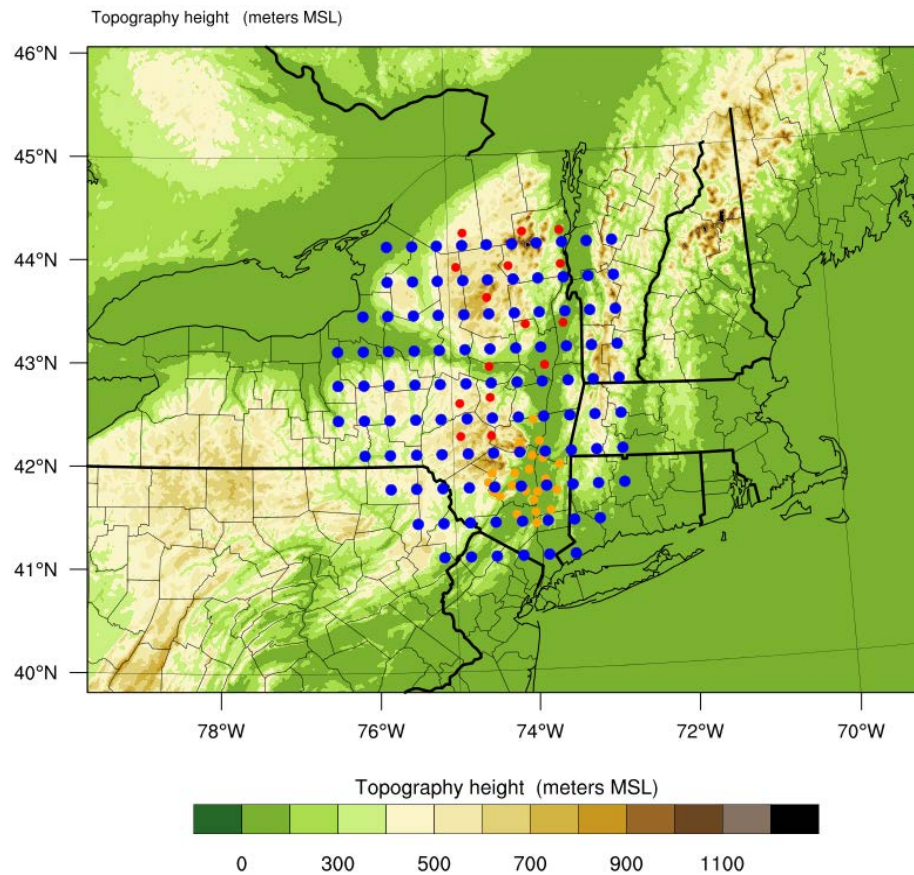 Topography height (meters MSL)
46°N
45°N
44°N
43°N
42°N
41°N
40°N
78°W 76°W 74°W 72°W 70°W
Topography height (meters MSL)
0 300 500 700 900 1100